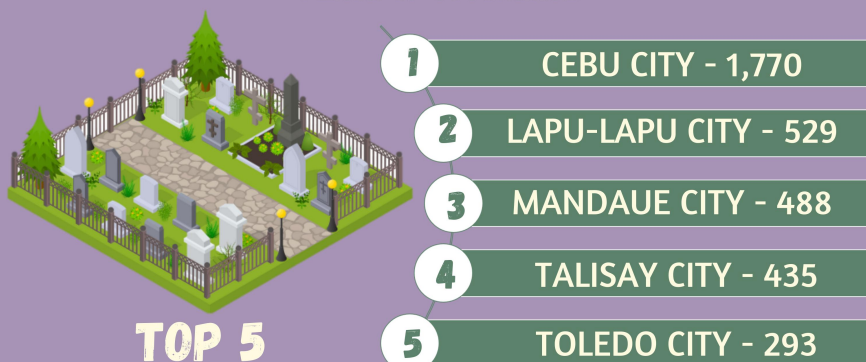 1
CEBU CITY - 1,770
2
LAPU-LAPU CITY - 529
3
MANDAUE CITY - 488
4
TALISAY CITY - 435
5
TOLEDO CITY - 293
TOP 5